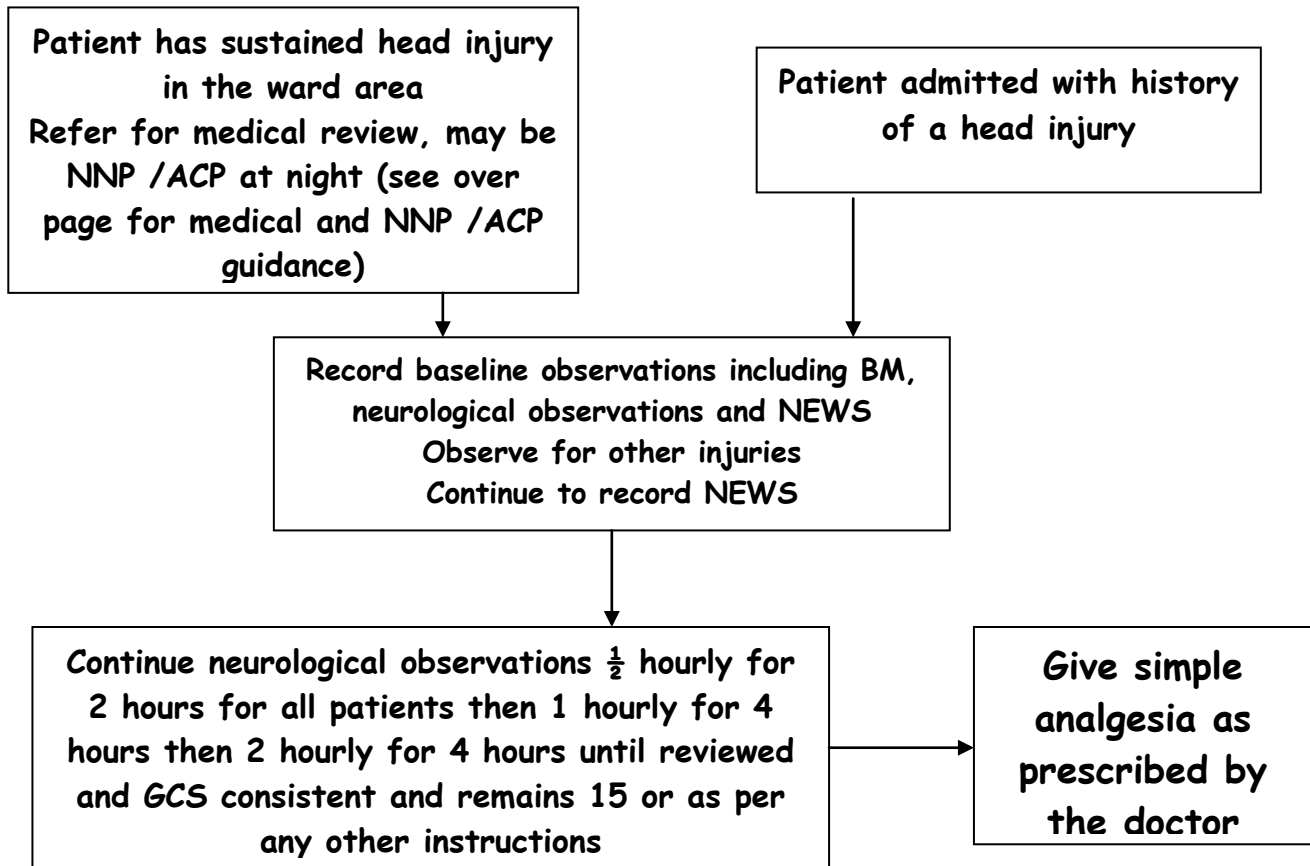 Patient has sustained head injury
in the ward area
Refer for medical review, may be
NNP /ACP at night (see over
page for medical and NNP /ACP
guidance)
Patient admitted with history
of a head injury
Record baseline observations including BM,
neurological observations and NEWS
Observe for other injuries
Continue to record NEWS
Continue neurological observations ½ hourly for
2 hours for all patients then 1 hourly for 4
hours then 2 hourly for 4 hours until reviewed
and GCS consistent and remains 15 or as per
any other instructions
Give simple
analgesia as
prescribed by
the doctor